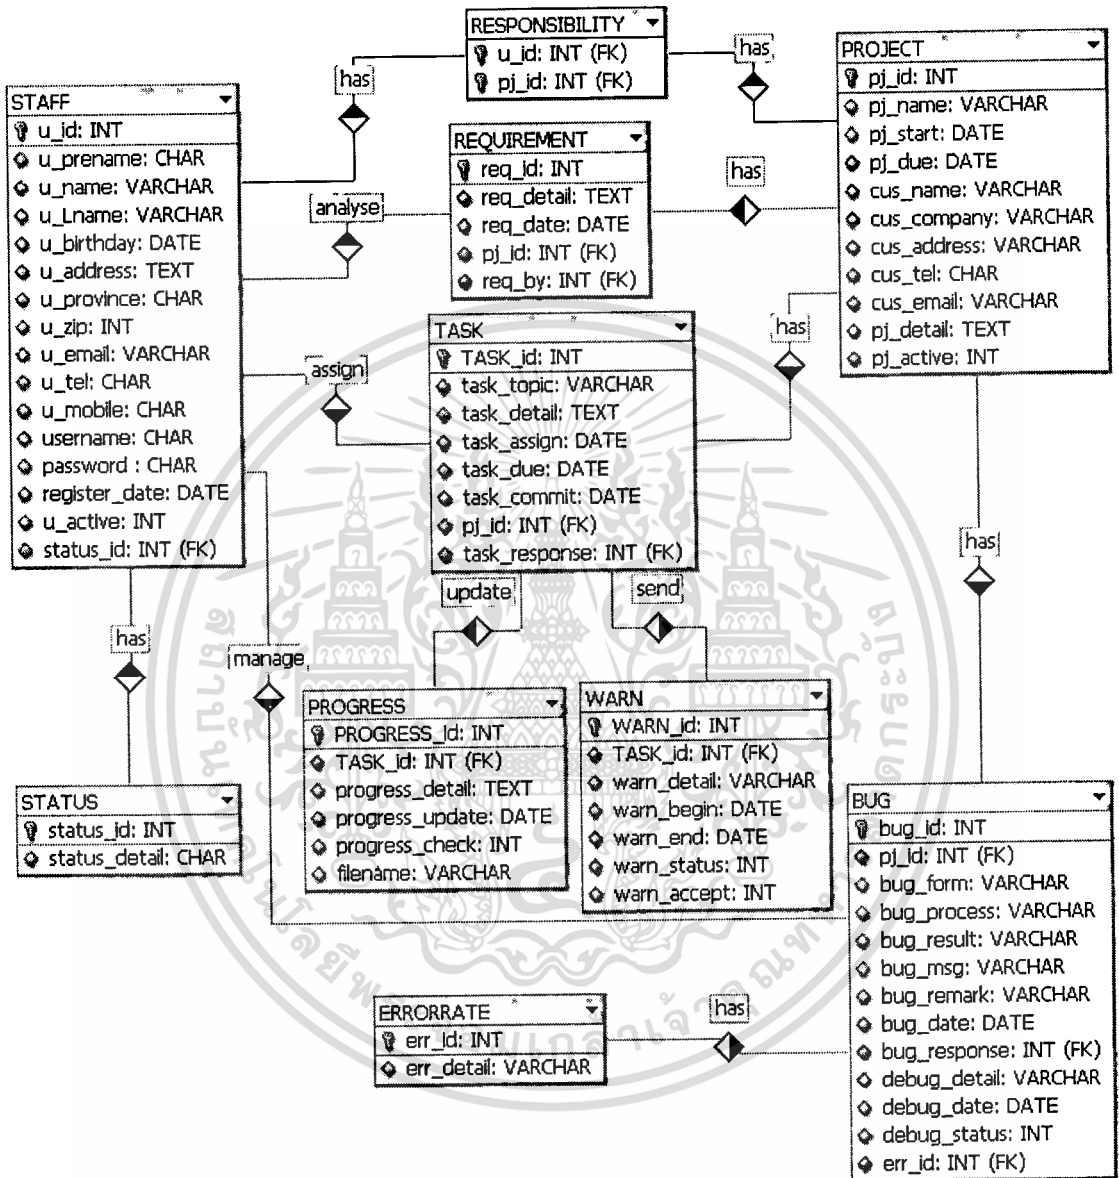 RESPONSIBILITY
u_id: INT (FK)
pj_id: INT (FK)
has
has
PROJECT
pj_id: INT
pj_name: VARCHAR
pj_start: DATE
pj_due: DATE
cus_name: VARCHAR
cus_company: VARCHAR
cus_address: VARCHAR
cus_tel: CHAR
cus_email: VARCHAR
pj_detail: TEXT
pj_active: INT
STAFF
u_id: INT
u_prename: CHAR
u_name: VARCHAR
u_Lname: VARCHAR
u_birthday: DATE
u_address: TEXT
u_province: CHAR
u_zip: INT
u_email: VARCHAR
u_tel: CHAR
u_mobile: CHAR
username: CHAR
password : CHAR
register_date: DATE
u_active: INT
status_id: INT (FK)
REQUIREMENT
req_id: INT
req_detail: TEXT
req_date: DATE
pj_id: INT (FK)
req_by: INT (FK)
has
analyse
TASK
TASK_id: INT
task_topic: VARCHAR
task_detail: TEXT
task_assign: DATE
task_due: DATE
task_commit: DATE
pj_id: INT (FK)
task_response: INT (FK)
has
assign
has
update
send
has
manage
PROGRESS
PROGRESS_id: INT
TASK_id: INT (FK)
progress_detail: TEXT
progress_update: DATE
progress_check: INT
filename: VARCHAR
WARN
WARN_id: INT
TASK_id: INT (FK)
warn_detail: VARCHAR
warn_begin: DATE
warn_end: DATE
warn_status: INT
warn_accept: INT
STATUS
status_id: INT
status_detail: CHAR
BUG
bug_id: INT
pj_id: INT (FK)
bug_form: VARCHAR
bug_process: VARCHAR
bug_result: VARCHAR
bug_msg: VARCHAR
bug_remark: VARCHAR
bug_date: DATE
bug_response: INT (FK)
debug_detail: VARCHAR
debug_date: DATE
debug_status: INT
err_id: INT (FK)
ERRORRATE
err_id: INT
err_detail: VARCHAR
has